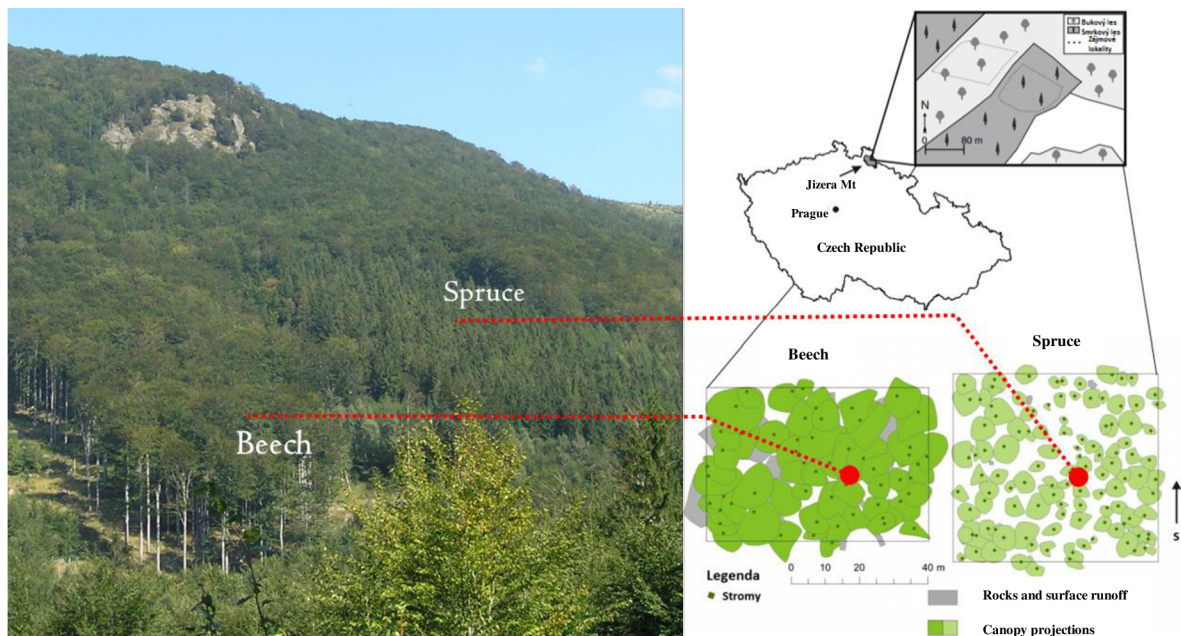 Spruce
Beech
Bukový les
Smrkový les
Zájmové
lokality
N
0
80 m
Jizera Mt
Prague
Czech Republic
Beech
Spruce
S
0
10
20
40 m
Legenda
Stromy
Rocks and surface runoff
Canopy projections